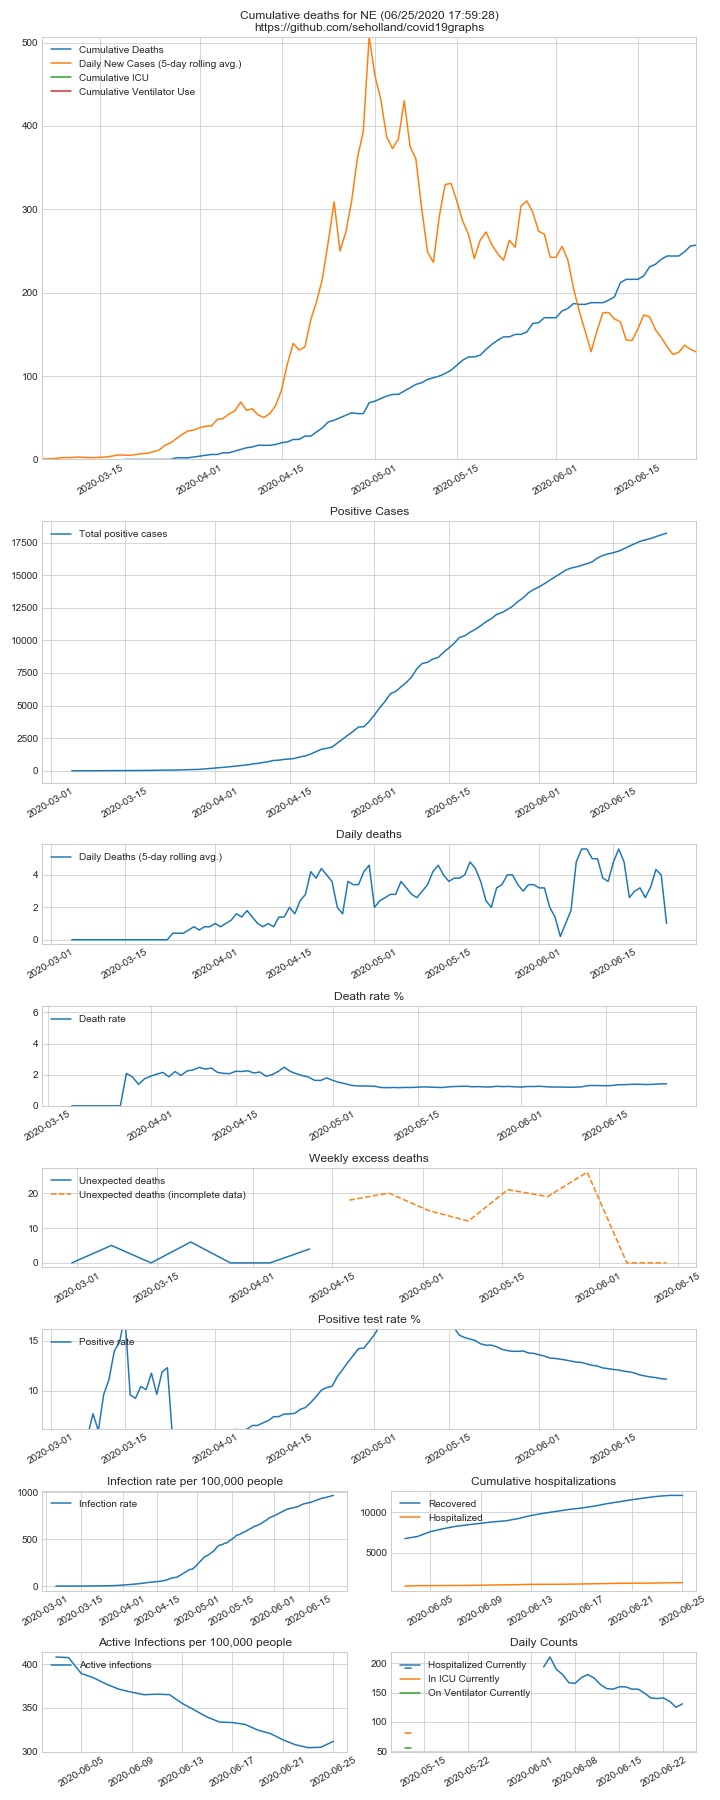 Cumulative deaths for NE (06/25/2020 17:59:28)
https://github.com/seholland/covid19graphs
500
400
300
200
100
0
Cumulative Deaths
Daily New Cases (5-day rolling avg.)
Cumulative ICU
Cumulative Ventilator Use
2020-03-15 2020-04-01 2020-04-15 2020-05-01 2020-05-15 2020-06-01 2020-06-15
Positive Cases
Total positive cases
17500
15000
12500
10000
7500
5000
2500
0
2020-03-01 2020-03-15 2020-04-01 2020-04-15 2020-05-01 2020-05-15 2020-06-01 2020-06-15
Daily deaths
Daily Deaths (5-day rolling avg.)
4
2
0
2020-03-01 2020-03-15 2020-04-01 2020-04-15 2020-05-01 2020-05-15 2020-06-01 2020-06-15
Death rate %
Death rate
6
4
2
0
2020-03-15 2020-04-01 2020-04-15 2020-05-01 2020-05-15 2020-06-01 2020-06-15
Weekly excess deaths
Unexpected deaths
Unexpected deaths (incomplete data)
20
10
0
2020-03-01 2020-03-15 2020-04-01 2020-04-15 2020-05-01 2020-05-15 2020-06-01 2020-06-15
Positive test rate %
Positive rate
15
10
2020-03-01 2020-03-15 2020-04-01 2020-04-15 2020-05-01 2020-05-15 2020-06-01 2020-06-15
Infection rate per 100,000 people
Infection rate
1000
500
0
2020-03-01 2020-03-15 2020-04-01 2020-04-15 2020-05-01 2020-05-15 2020-06-01 2020-06-15
Cumulative hospitalizations
Recovered
Hospitalized
10000
5000
2020-06-05 2020-06-09 2020-06-13 2020-06-17 2020-06-21 2020-06-25
Active Infections per 100,000 people
Active infections
400
350
300
2020-06-05 2020-06-09 2020-06-13 2020-06-17 2020-06-21 2020-06-25
Daily Counts
Hospitalized Currently
In ICU Currently
On Ventilator Currently
200
150
100
50
2020-05-15 2020-05-22 2020-06-01 2020-06-08 2020-06-15 2020-06-22